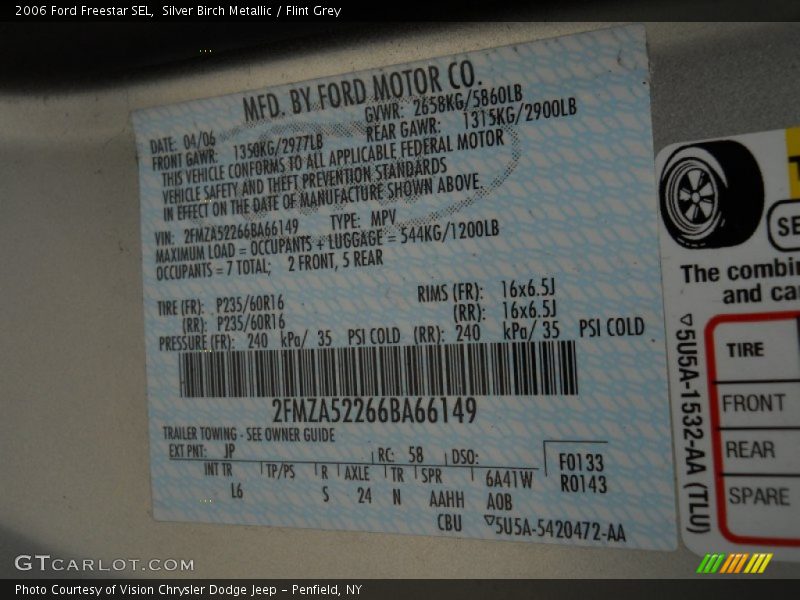 2006 Ford Freestar SEL,  Silver Birch Metallic / Flint Grey
MFD. BY FORD MOTOR CO.
DATE: 04/06 GVWR: 2658KG/5860LB
FRONT GAWR: 1350KG/2977LB REAR GAWR: 1315KG/2900LB
THIS VEHICLE CONFORMS TO ALL APPLICABLE FEDERAL MOTOR
VEHICLE SAFETY AND THEFT PREVENTION STANDARDS
IN EFFECT ON THE DATE OF MANUFACTURE SHOWN ABOVE
VIN: 2FMZA52266BA66149 TYPE: MPV
MAXIMUM LOAD = OCCUPANTS + LUGGAGE = 544KG/1200LB
OCCUPANTS = 7 TOTAL; 2 FRONT, 5 REAR
TIRE (FR): P235/60R16 RIMS (FR): 16x6.5J
(RR): P235/60R16 (RR): 16x6.5J
PRESSURE (FR): 240 kPa/ 35 PSI COLD (RR): 240 kPa/ 35 PSI COLD
2FMZA52266BA66149
TRAILER TOWING - SEE OWNER GUIDE
EXT PNT: JP RC: 58 DSO: F0133
INT TR TP/PS R AXLE TR SPR 6A41W R0143
L6 S 24 N AAHH A0B
CBU 5U5A-5420472-AA
SE
The combin
and ca
5U5A-1532-AA (TLU)
TIRE
FRONT
REAR
SPARE
GTCARLOT.COM
Photo Courtesy of Vision Chrysler Dodge Jeep - Penfield, NY